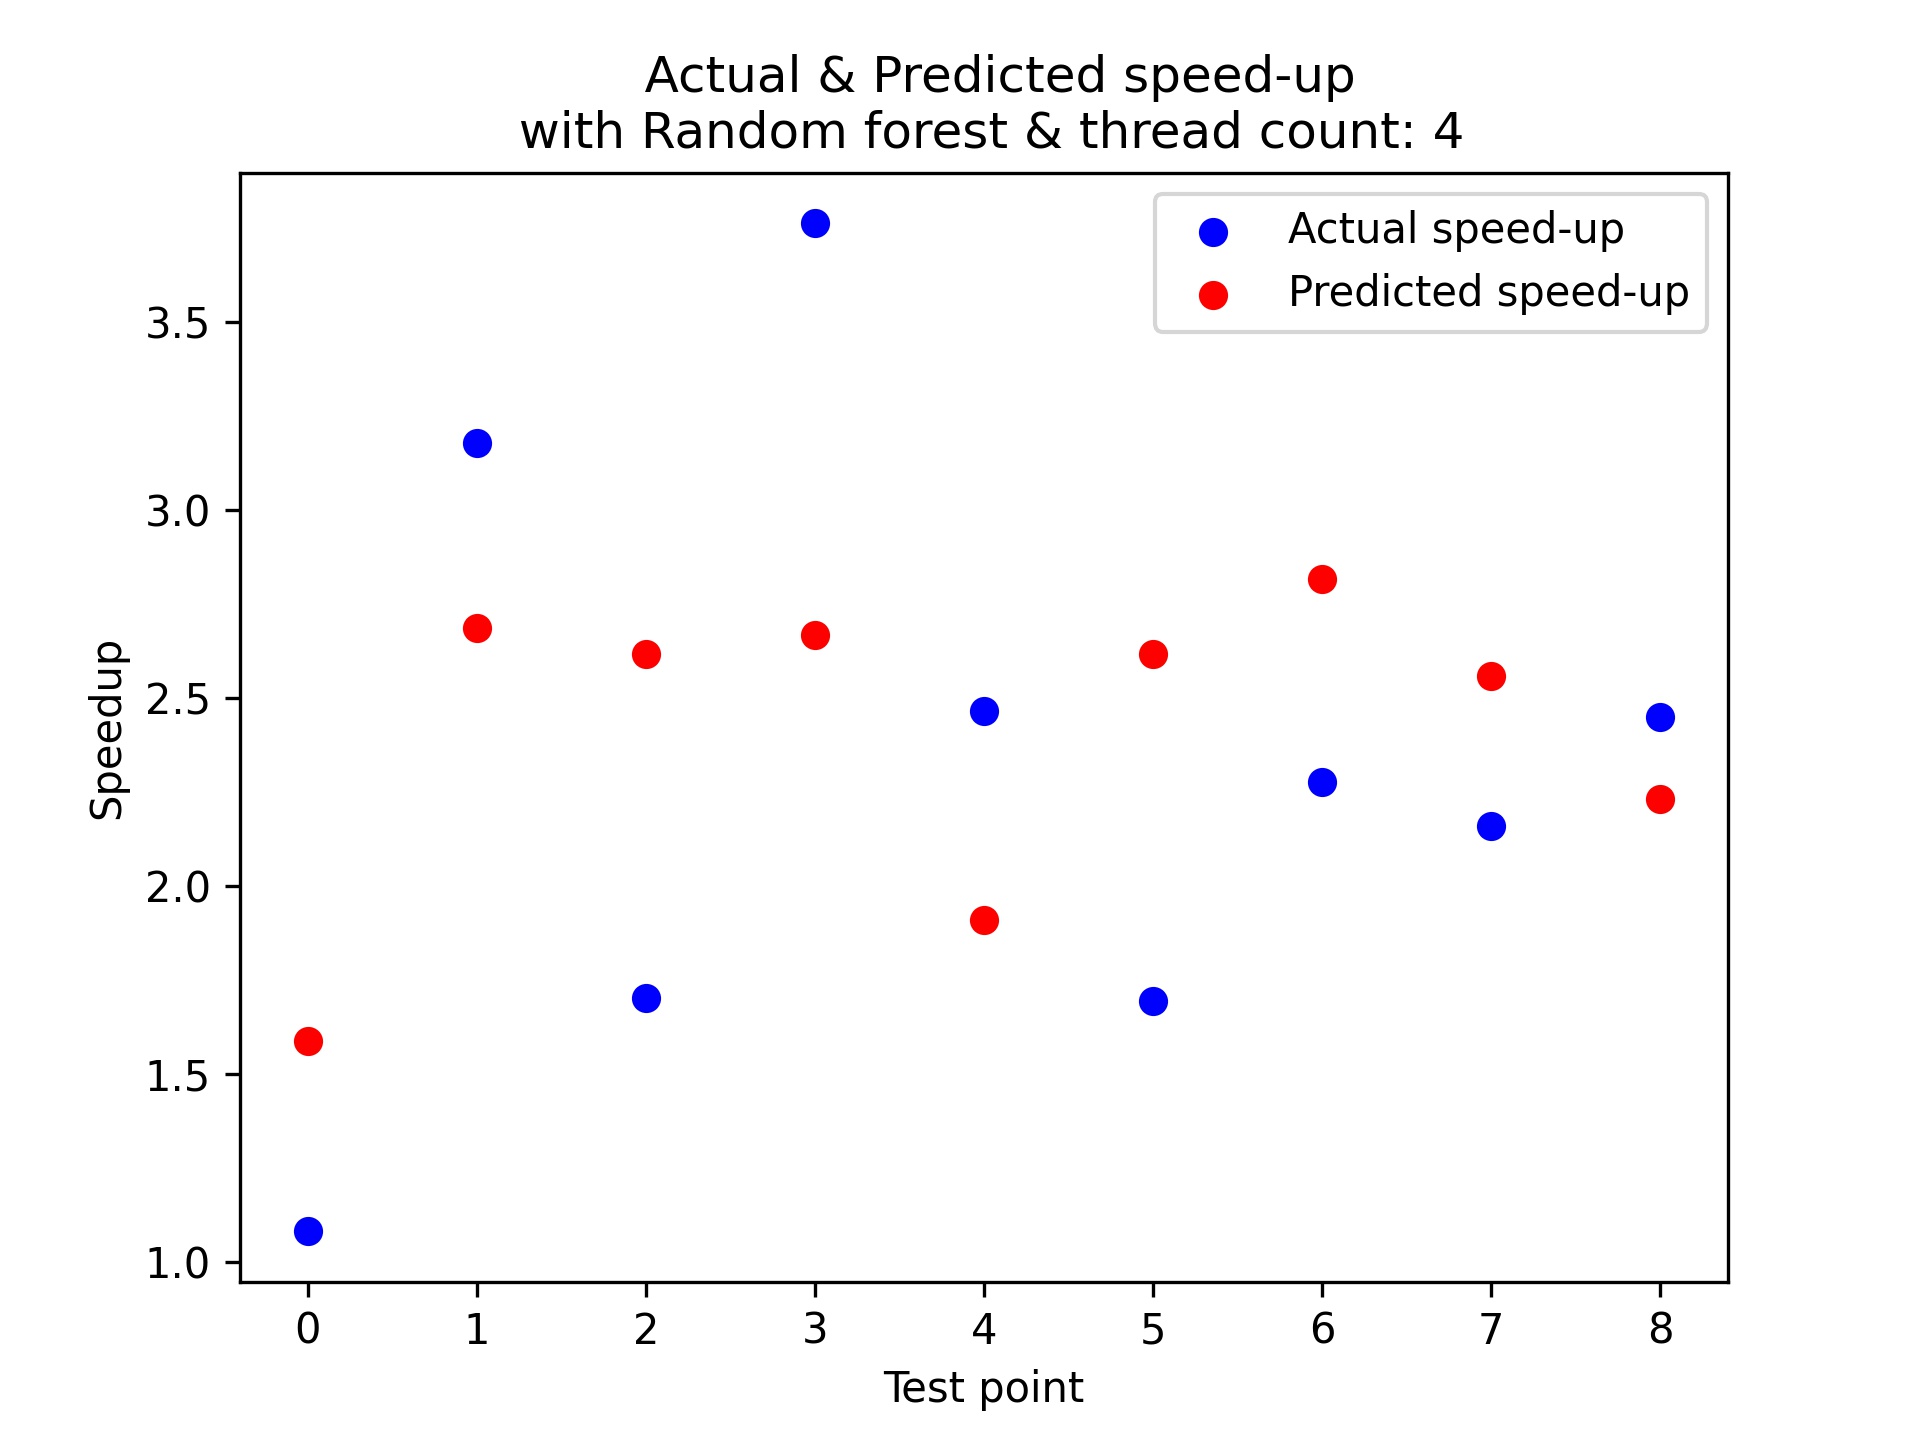 Actual & Predicted speed-up
with Random forest & thread count: 4
Actual speed-up
Predicted speed-up
3.5
3.0
2.5
2.0
1.5
1.0
Speedup
0 1 2 3 4 5 6 7 8
Test point